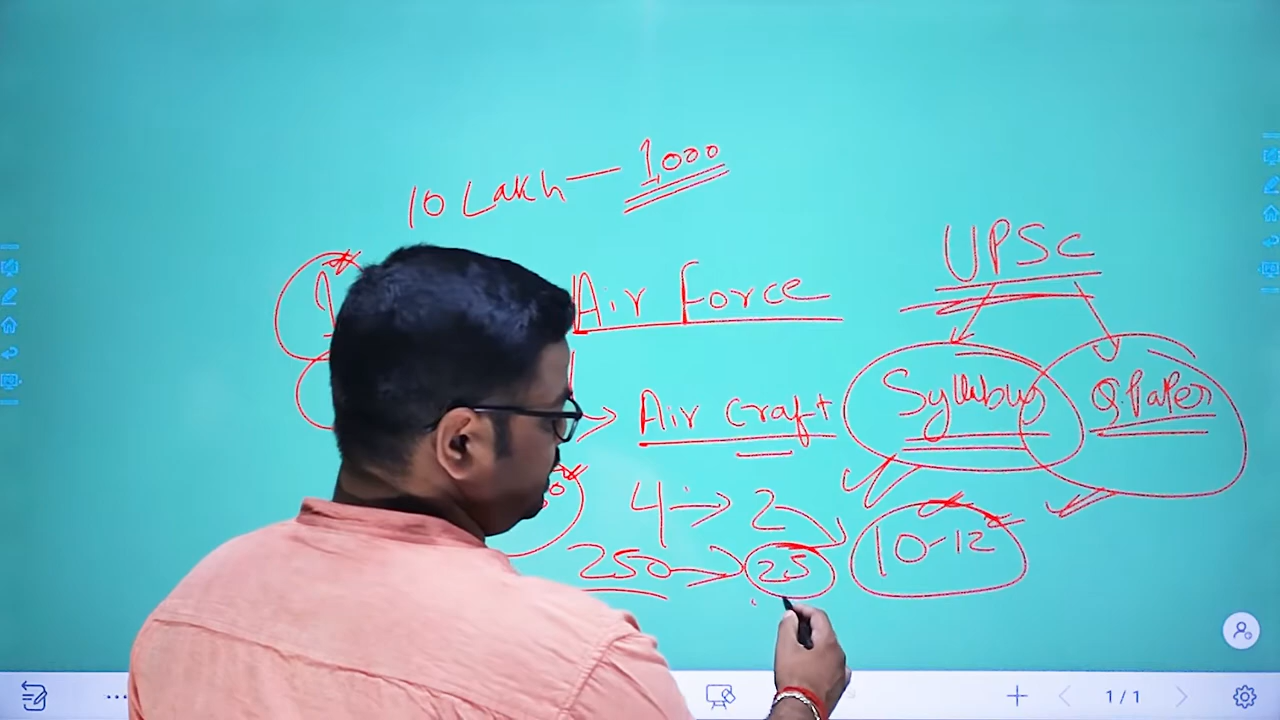 10 Lakh — 1000
UPSC
Air Force
Syllabus
Q Paper
→ Air craft
4 → 2
10-12
250 → 25
1/1